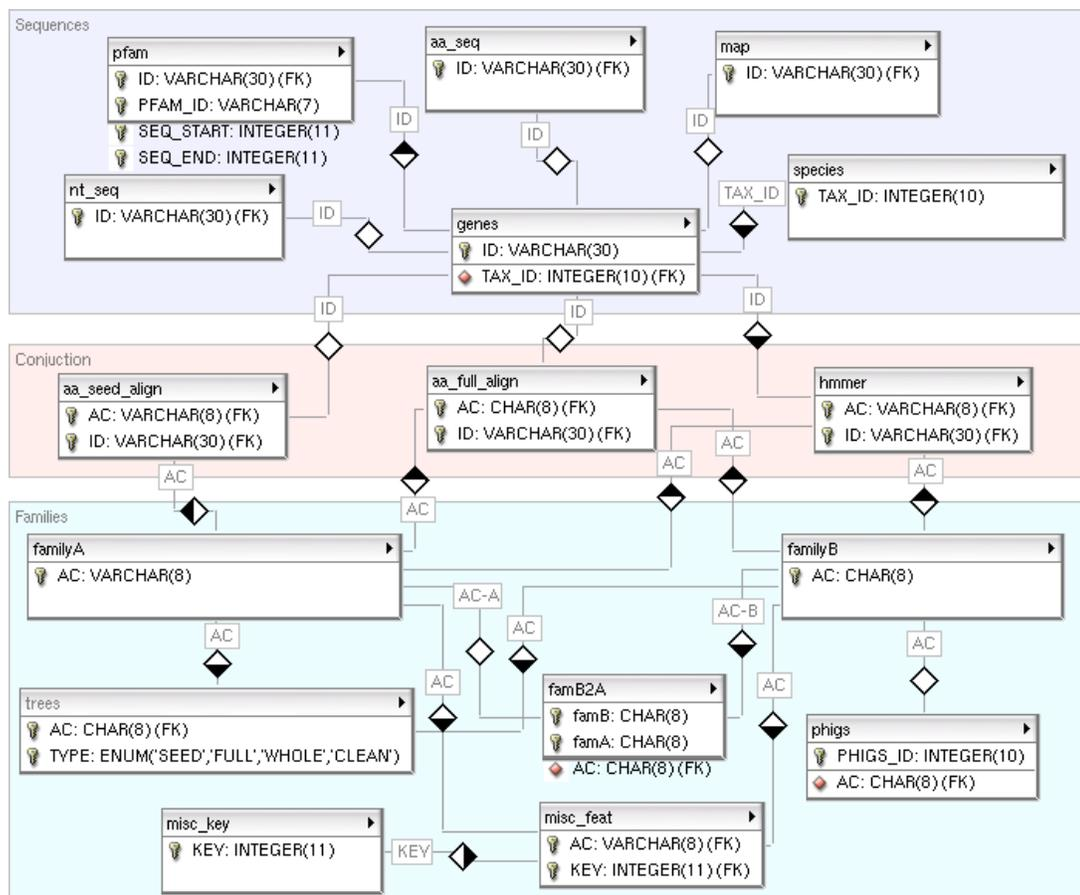 Sequences
pfam
ID: VARCHAR(30) (FK)
PFAM_ID: VARCHAR(7)
SEQ_START: INTEGER(11)
SEQ_END: INTEGER(11)
aa_seq
ID: VARCHAR(30) (FK)
map
ID: VARCHAR(30) (FK)
ID
ID
ID
nt_seq
ID: VARCHAR(30) (FK)
ID
species
TAX_ID: INTEGER(10)
TAX_ID
genes
ID: VARCHAR(30)
TAX_ID: INTEGER(10) (FK)
ID
ID
ID
Conjuction
aa_seed_align
AC: VARCHAR(8) (FK)
ID: VARCHAR(30) (FK)
aa_full_align
AC: CHAR(8) (FK)
ID: VARCHAR(30) (FK)
hmmer
AC: VARCHAR(8) (FK)
ID: VARCHAR(30) (FK)
AC
AC
AC
AC
AC
Families
familyA
AC: VARCHAR(8)
familyB
AC: CHAR(8)
AC-A
AC-B
AC
AC
AC
AC
AC
trees
AC: CHAR(8) (FK)
TYPE: ENUM('SEED','FULL','WHOLE','CLEAN')
famB2A
famB: CHAR(8)
famA: CHAR(8)
AC: CHAR(8) (FK)
phigs
PHIGS_ID: INTEGER(10)
AC: CHAR(8) (FK)
misc_key
KEY: INTEGER(11)
KEY
misc_feat
AC: VARCHAR(8) (FK)
KEY: INTEGER(11) (FK)